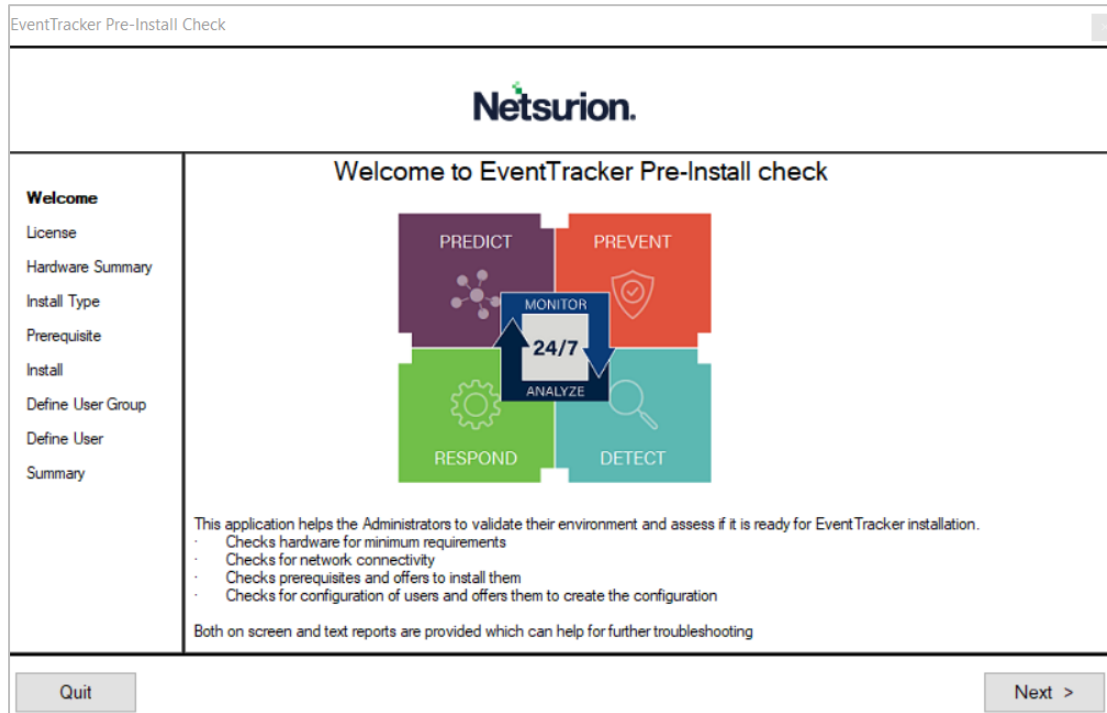 EventTracker Pre-Install Check
Netsurion.
Welcome to EventTracker Pre-Install check
Welcome
License
Hardware Summary
Install Type
Prerequisite
Install
Define User Group
Define User
Summary
PREDICT
PREVENT
MONITOR
24/7
ANALYZE
RESPOND
DETECT
This application helps the Administrators to validate their environment and assess if it is ready for EventTracker installation.
· Checks hardware for minimum requirements
· Checks for network connectivity
· Checks prerequisites and offers to install them
· Checks for configuration of users and offers them to create the configuration
Both on screen and text reports are provided which can help for further troubleshooting
Quit
Next >